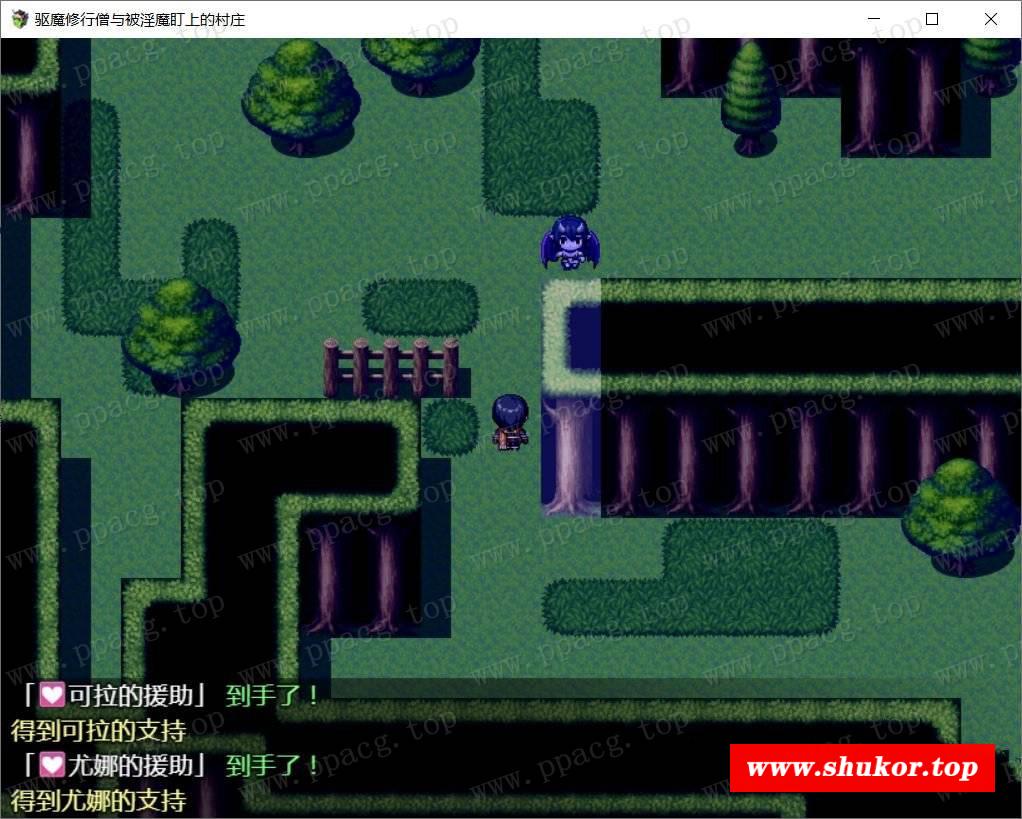 驱魔修行僧与被淫魔盯上的村庄
「可拉的援助」 到手了！
得到可拉的支持
「尤娜的援助」 到手了！
得到尤娜的支持
www.shukor.top
www.ppacg.top